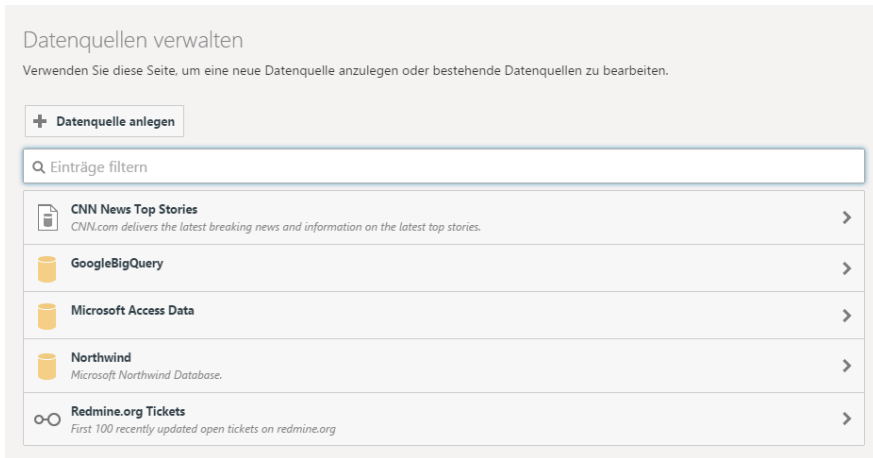 Datenquellen verwalten
Verwenden Sie diese Seite, um eine neue Datenquelle anzulegen oder bestehende Datenquellen zu bearbeiten.
Datenquelle anlegen
Einträge filtern
CNN News Top Stories
CNN.com delivers the latest breaking news and information on the latest top stories.
GoogleBigQuery
Microsoft Access Data
Northwind
Microsoft Northwind Database.
Redmine.org Tickets
First 100 recently updated open tickets on redmine.org